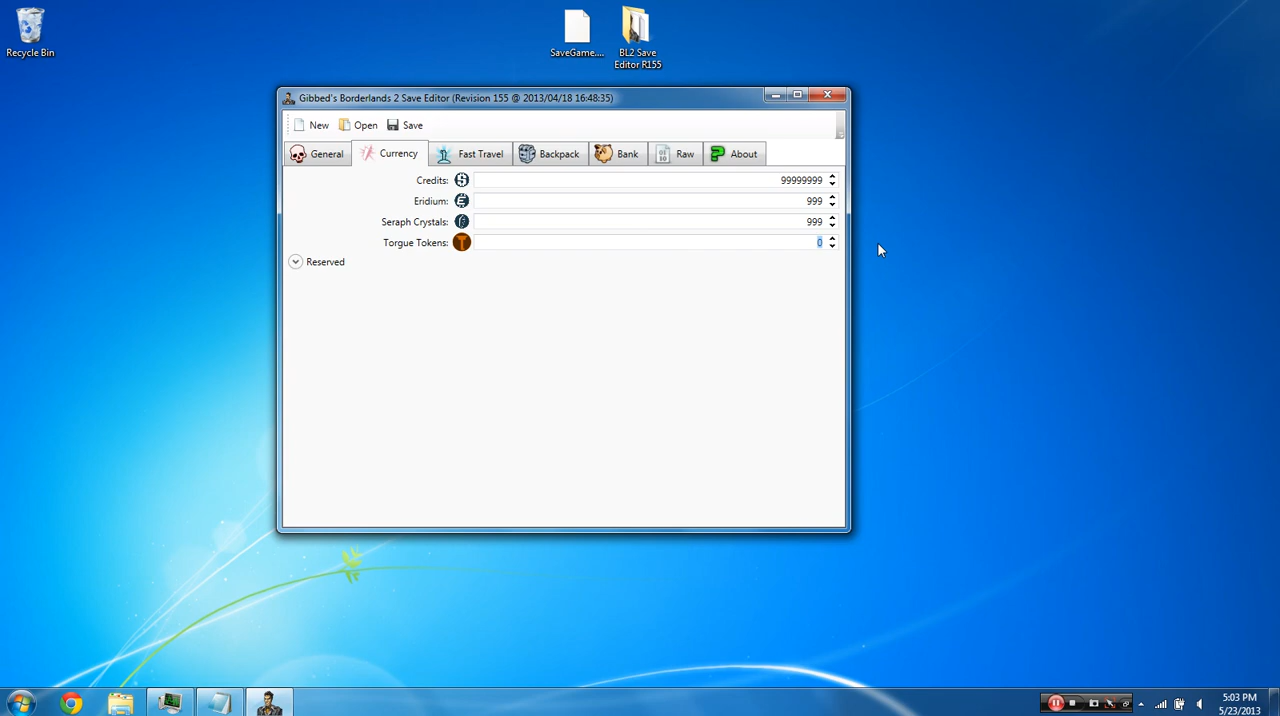 Recycle Bin
SaveGame....
BL2 Save
Editor R155
Gibbed's Borderlands 2 Save Editor (Revision 155 @ 2013/04/18 16:48:35)
New Open Save
General Currency Fast Travel Backpack Bank Raw About
Credits: 99999999
Eridium: 999
Seraph Crystals: 999
Torgue Tokens: 0
Reserved
5:03 PM
5/23/2013